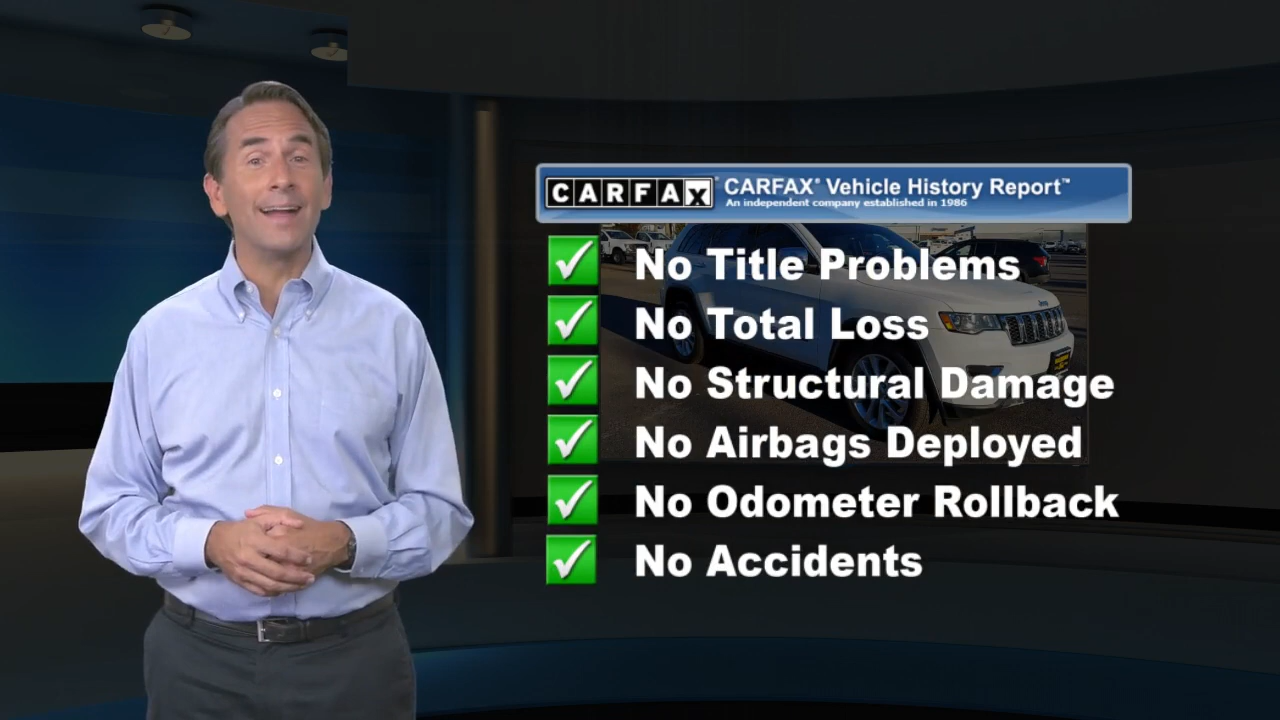 CARFAX® CARFAX® Vehicle History Report™
An independent company established in 1986
No Title Problems
No Total Loss
No Structural Damage
No Airbags Deployed
No Odometer Rollback
No Accidents